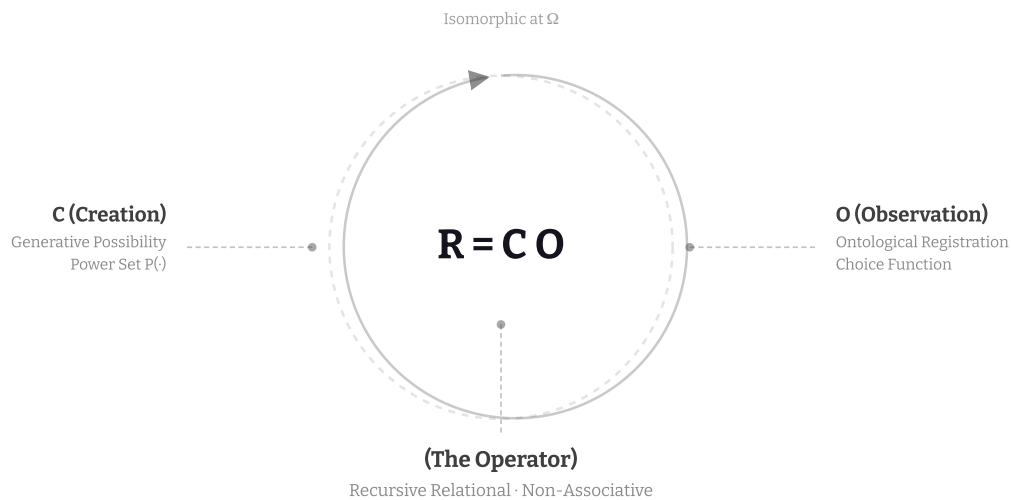 Isomorphic at Ω
C (Creation)
Generative Possibility
Power Set P(·)
R = C O
O (Observation)
Ontological Registration
Choice Function
(The Operator)
Recursive Relational · Non-Associative